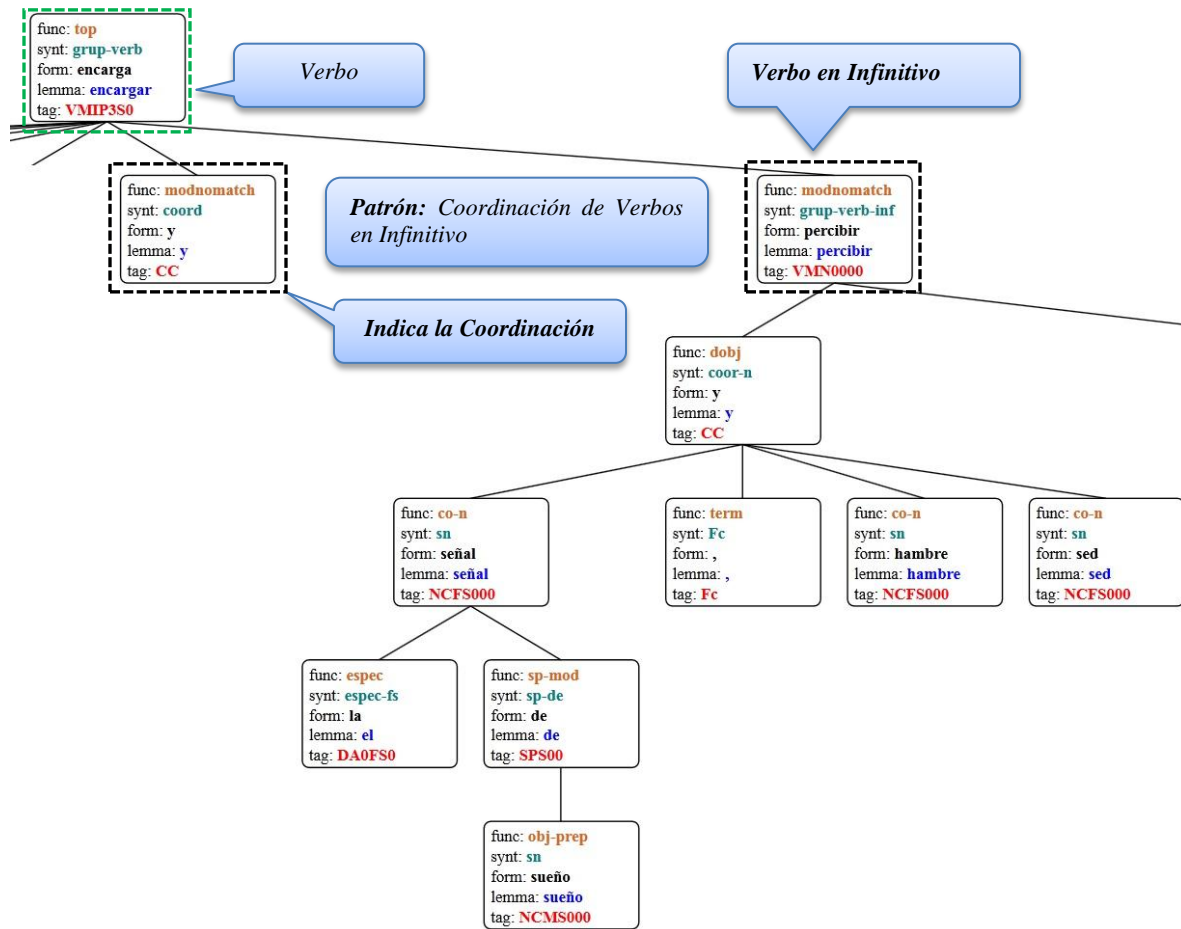 func: top
synt: grup-verb
form: encarga
lemma: encargar
tag: VMIP3S0
Verbo
Verbo en Infinitivo
func: modnomatch
synt: coord
form: y
lemma: y
tag: CC
Patrón: Coordinación de Verbos
en Infinitivo
func: modnomatch
synt: grup-verb-inf
form: percibir
lemma: percibir
tag: VMN0000
Indica la Coordinación
func: dobj
synt: coor-n
form: y
lemma: y
tag: CC
func: co-n
synt: sn
form: señal
lemma: señal
tag: NCFS000
func: term
synt: Fc
form: ,
lemma: ,
tag: Fc
func: co-n
synt: sn
form: hambre
lemma: hambre
tag: NCFS000
func: co-n
synt: sn
form: sed
lemma: sed
tag: NCFS000
func: espec
synt: espec-fs
form: la
lemma: el
tag: DA0FS0
func: sp-mod
synt: sp-de
form: de
lemma: de
tag: SPS00
func: obj-prep
synt: sn
form: sueño
lemma: sueño
tag: NCMS000